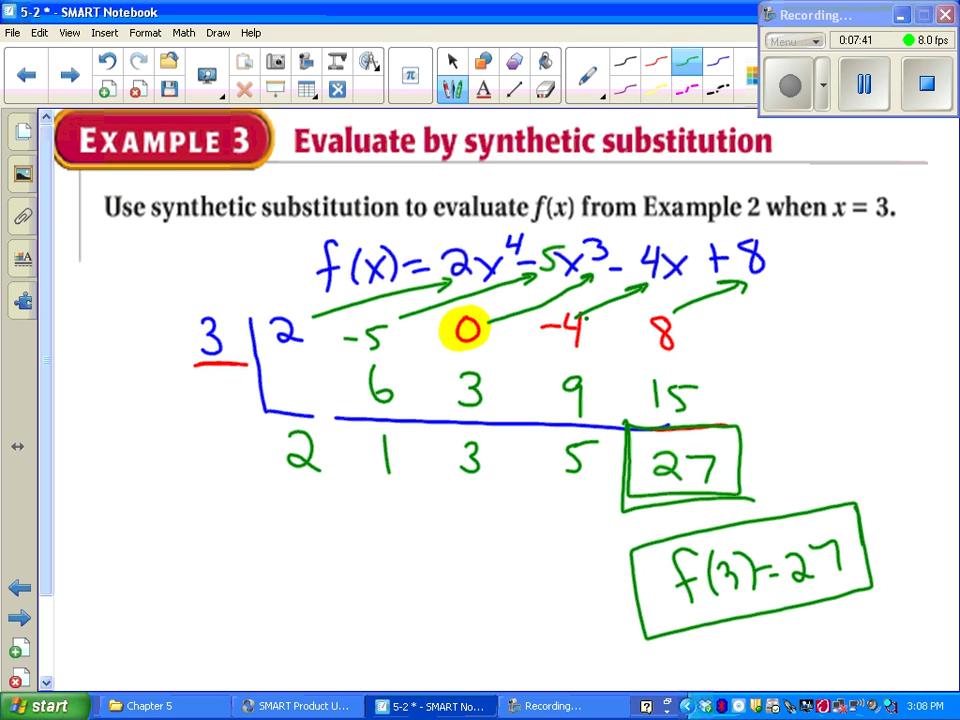 5-2 * - SMART Notebook
Recording...
File Edit View Insert Format Math Draw Help
Menu 0:07:41 8.0 fps
EXAMPLE 3 Evaluate by synthetic substitution
Use synthetic substitution to evaluate f(x) from Example 2 when x = 3.
f(x) = 2x⁴ - 5x³ - 4x + 8
3 2 -5 0 -4 8
6 3 9 15
2 1 3 5 27
f(3) = 27
start Chapter 5 SMART Product U... 5-2 * - SMART No... Recording... 3:08 PM